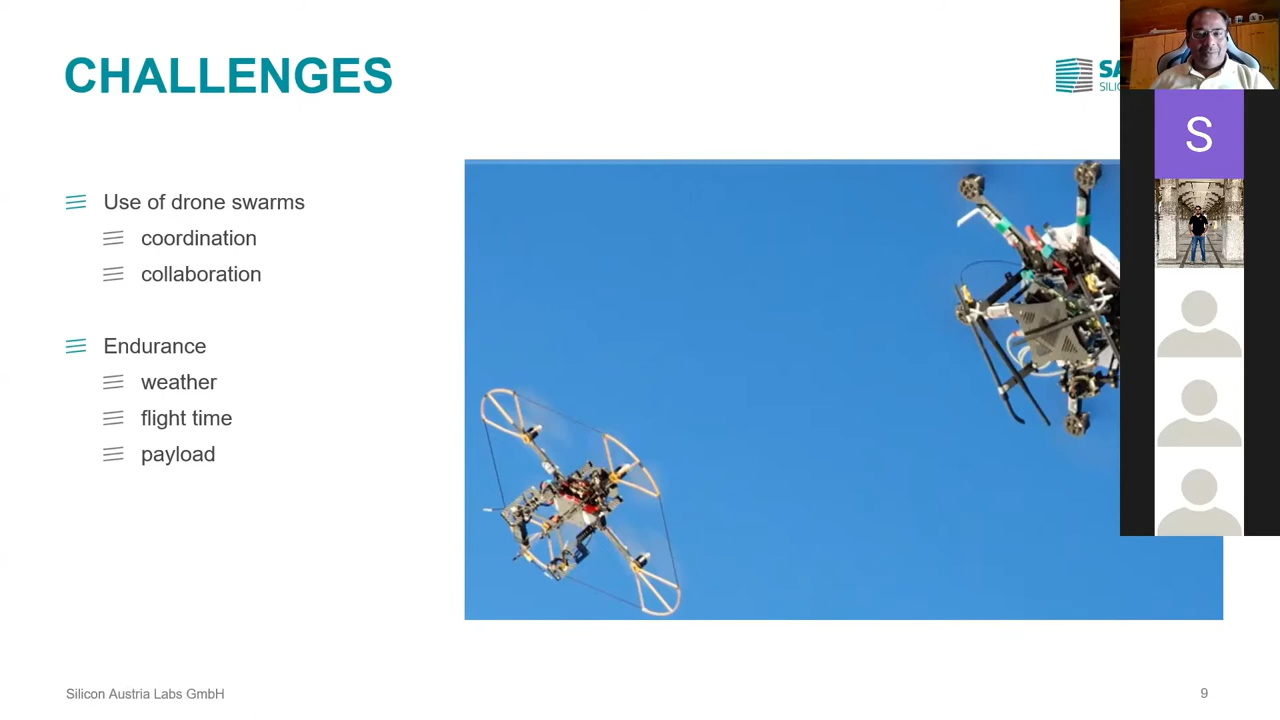 CHALLENGES
Use of drone swarms
coordination
collaboration
Endurance
weather
flight time
payload
S
Silicon Austria Labs GmbH
9